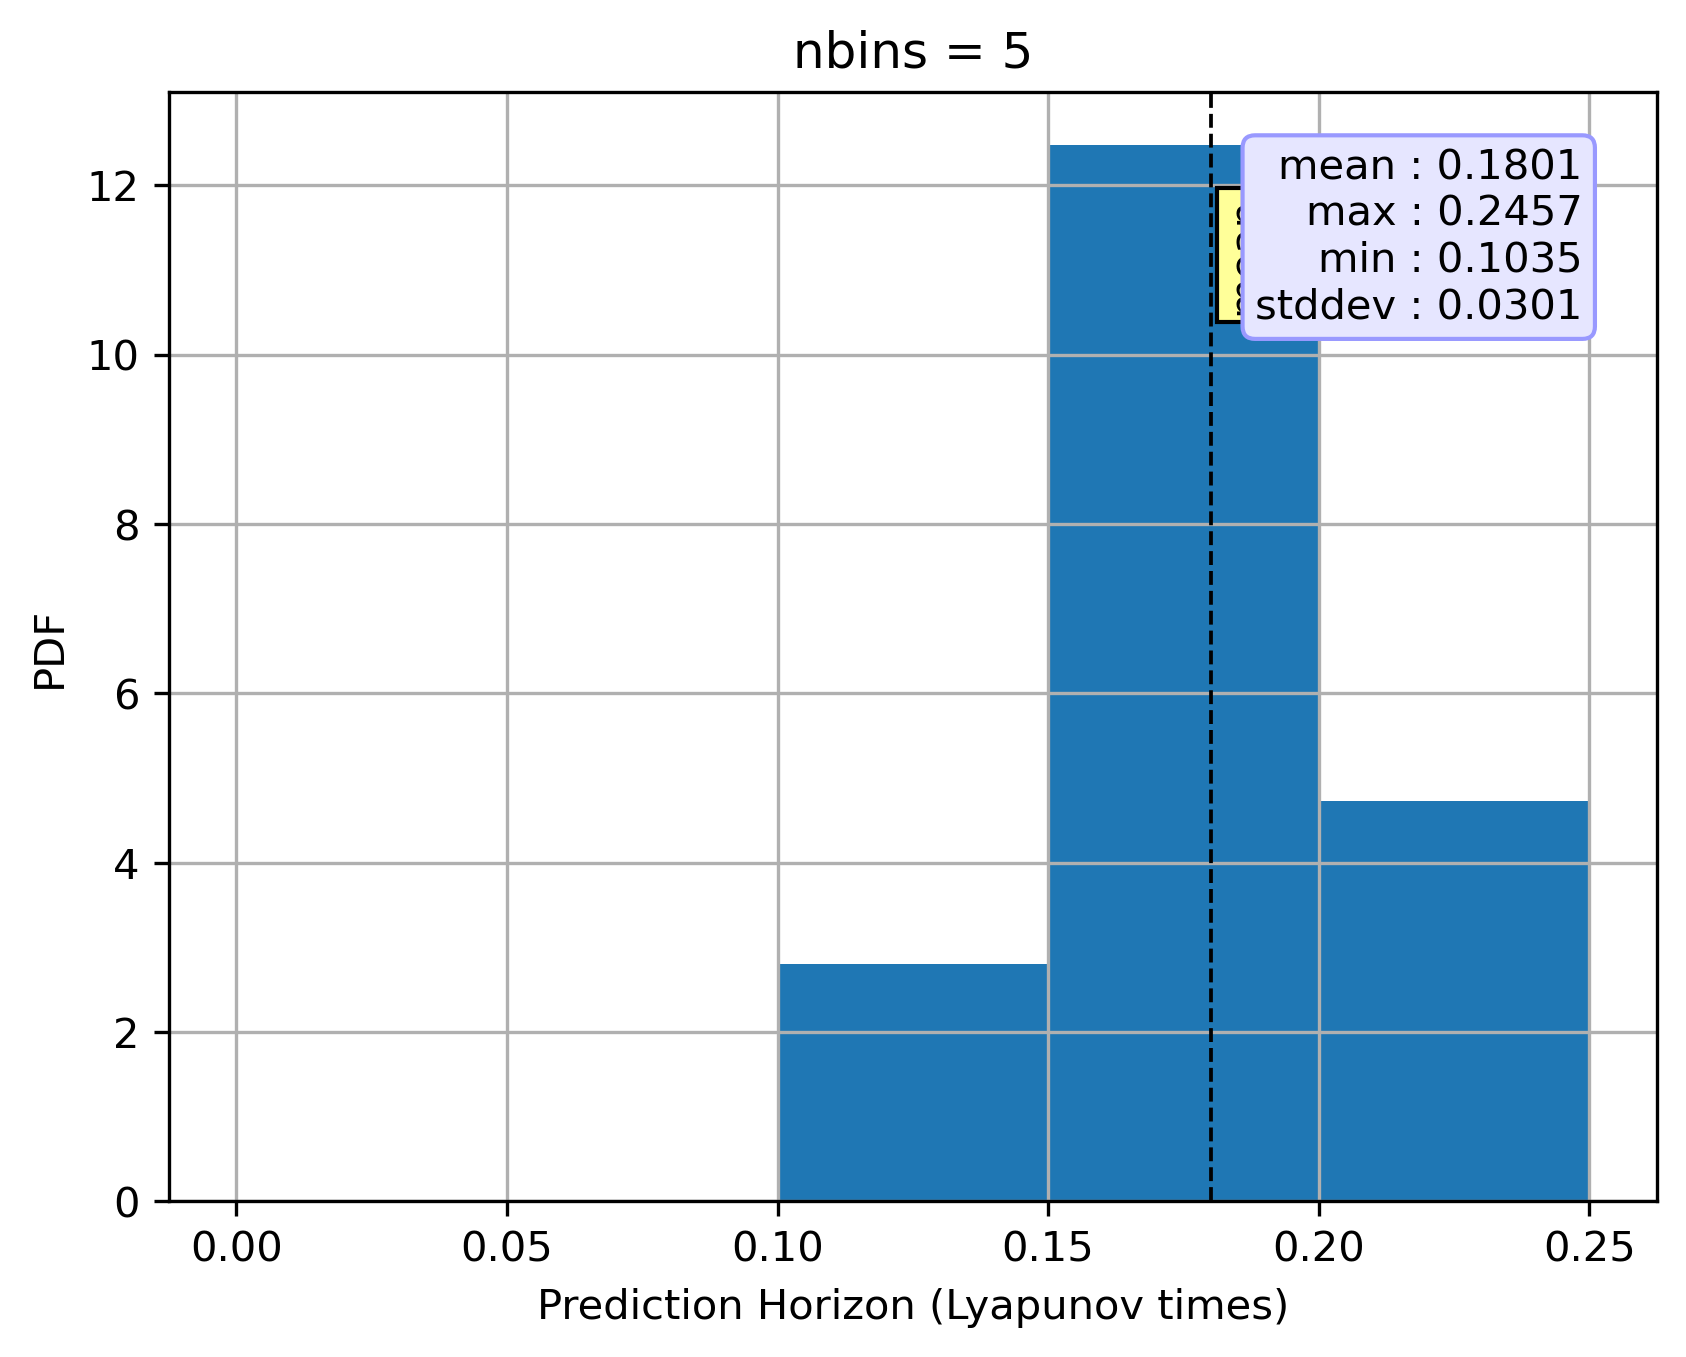 nbins = 5
mean : 0.1801
max : 0.2457
min : 0.1035
stddev : 0.0301
12
10
8
6
4
2
0
PDF
0.00 0.05 0.10 0.15 0.20 0.25
Prediction Horizon (Lyapunov times)